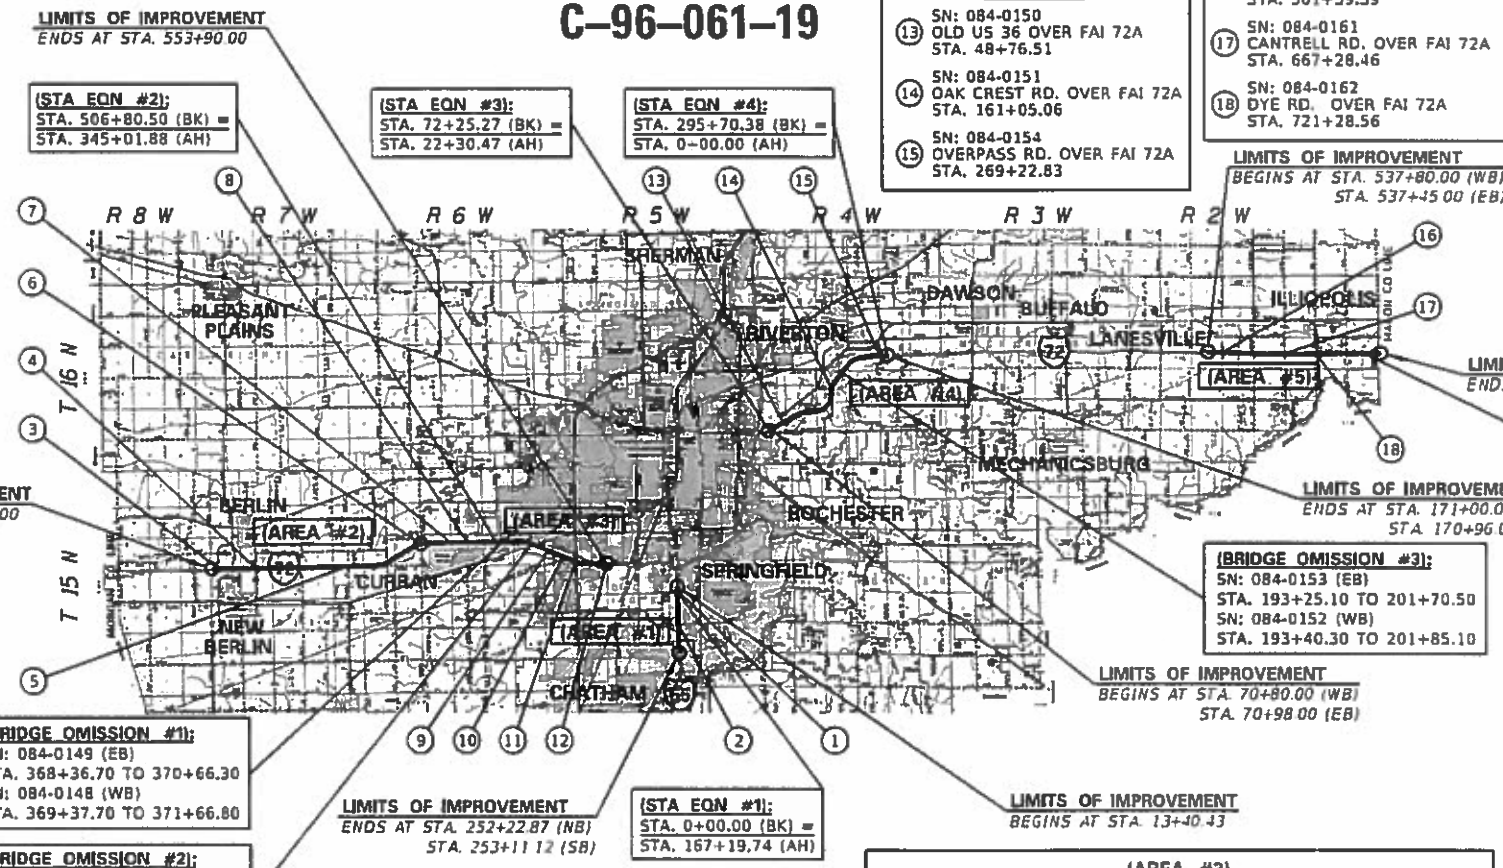 C-96-061-19
LIMITS OF IMPROVEMENT
ENDS AT STA. 553+90.00
(STA EQN #2):
STA. 506+80.50 (BK) =
STA. 345+01.88 (AH)
(STA EQN #3):
STA. 72+25.27 (BK) =
STA. 22+30.47 (AH)
(STA EQN #4):
STA. 295+70.38 (BK) =
STA. 0+00.00 (AH)
13
SN: 084-0150
OLD US 36 OVER FAI 72A
STA. 48+76.51
14
SN: 084-0151
OAK CREST RD. OVER FAI 72A
STA. 161+05.06
15
SN: 084-0154
OVERPASS RD. OVER FAI 72A
STA. 269+22.83
17
SN: 084-0161
CANTRELL RD. OVER FAI 72A
STA. 667+28.46
18
SN: 084-0162
DYE RD. OVER FAI 72A
STA. 721+28.56
LIMITS OF IMPROVEMENT
BEGINS AT STA. 537+80.00 (WB)
STA. 537+45.00 (EB)
8
13
14
15
7
R 8 W
R 7 W
R 6 W
R 5 W
R 4 W
R 3 W
R 2 W
16
SHERMAN
6
PLEASANT
PLAINS
DAWSON
BUFFALO
ILLIOPOLIS
17
RIVERTON
LANESVILLE
72
MACON CO LINE
4
T 16 N
(AREA #4)
(AREA #5)
LIMI
END
3
18
MECHANICSBURG
ENT
00
BERLIN
(AREA #2)
(AREA #3)
ROCHESTER
LIMITS OF IMPROVEME
ENDS AT STA. 171+00.0
STA. 170+96.0
T 15 N
72
CURRAN
SPRINGFIELD
(BRIDGE OMISSION #3):
SN: 084-0153 (EB)
STA. 193+25.10 TO 201+70.50
SN: 084-0152 (WB)
STA. 193+40.30 TO 201+85.10
NEW
BERLIN
(AREA #1)
5
CHATHAM
55
LIMITS OF IMPROVEMENT
BEGINS AT STA. 70+80.00 (WB)
STA. 70+98.00 (EB)
9
10
11
12
2
1
RIDGE OMISSION #1):
N: 084-0149 (EB)
TA. 368+36.70 TO 370+66.30
N: 084-0148 (WB)
TA. 369+37.70 TO 371+66.80
LIMITS OF IMPROVEMENT
ENDS AT STA. 252+22.87 (NB)
STA. 253+11.12 (SB)
(STA EQN #1):
STA. 0+00.00 (BK) =
STA. 167+19.74 (AH)
LIMITS OF IMPROVEMENT
BEGINS AT STA. 13+40.43
RIDGE OMISSION #2):